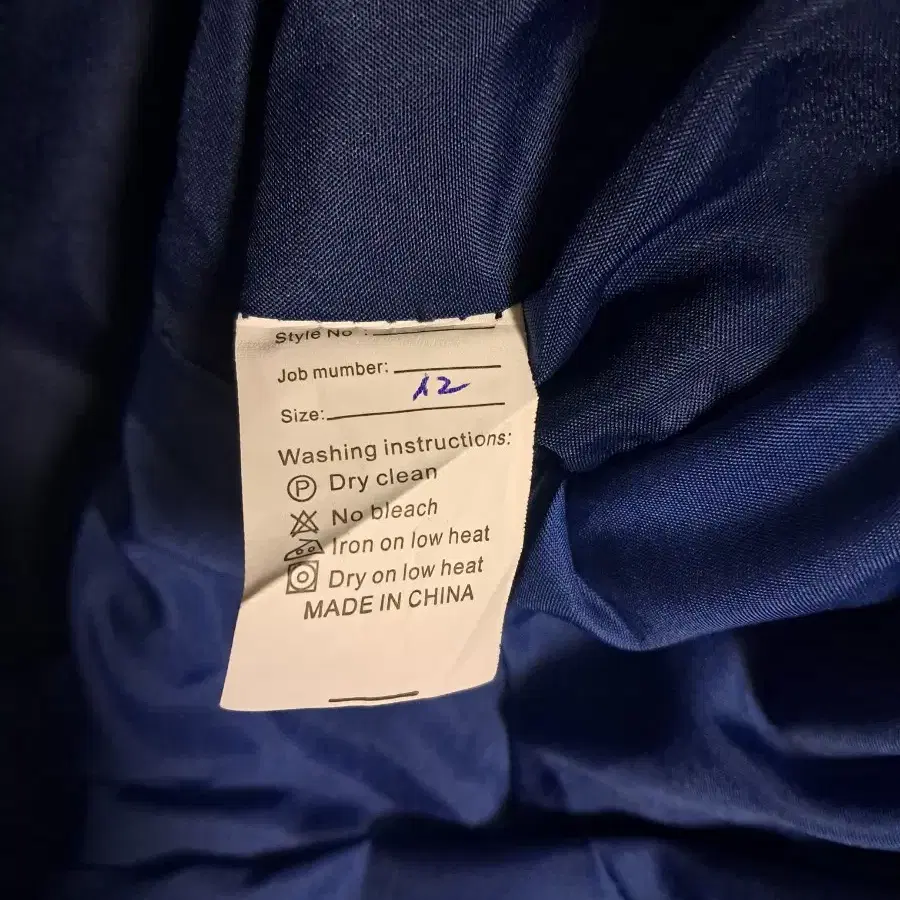 Style No :
Job mumber:
12
Size:
Washing instructions:
P Dry clean
No bleach
Iron on low heat
Dry on low heat
MADE IN CHINA